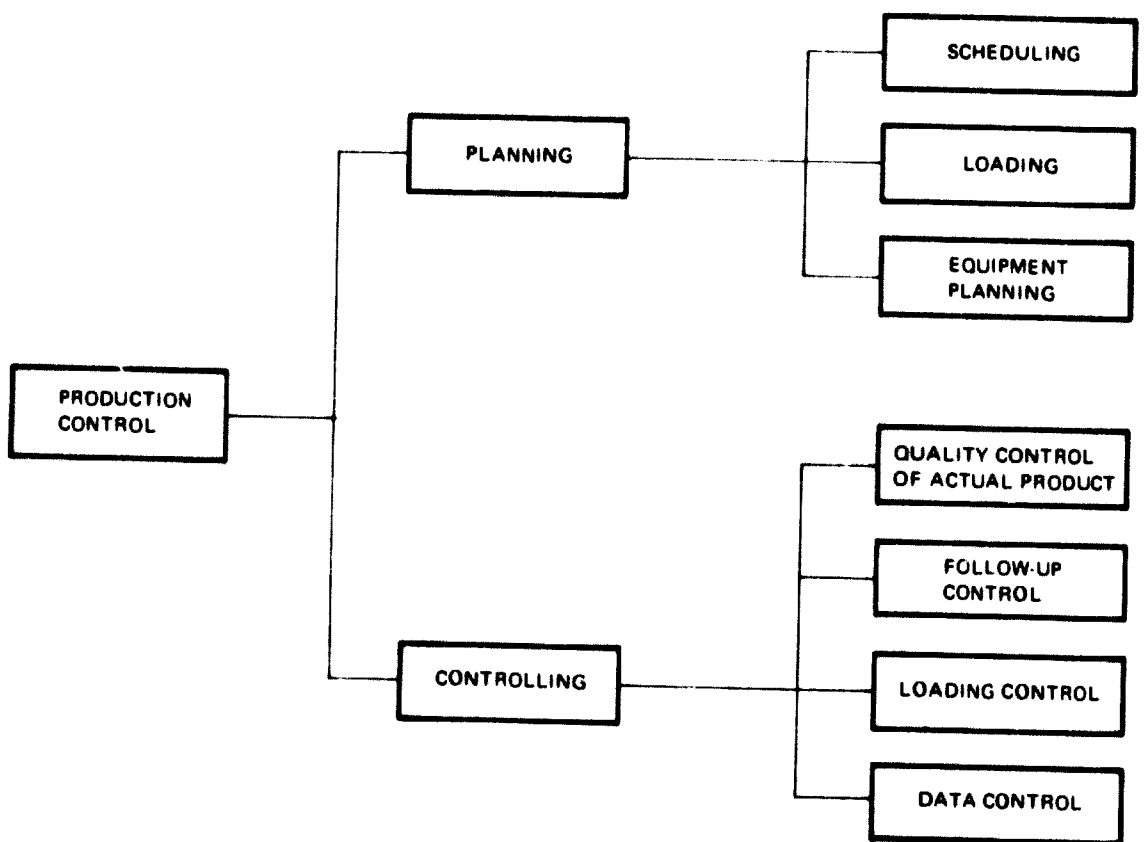 SCHEDULING
PLANNING
LOADING
EQUIPMENT
PLANNING
PRODUCTION
CONTROL
QUALITY CONTROL
OF ACTUAL PRODUCT
FOLLOW-UP
CONTROL
CONTROLLING
LOADING CONTROL
DATA CONTROL